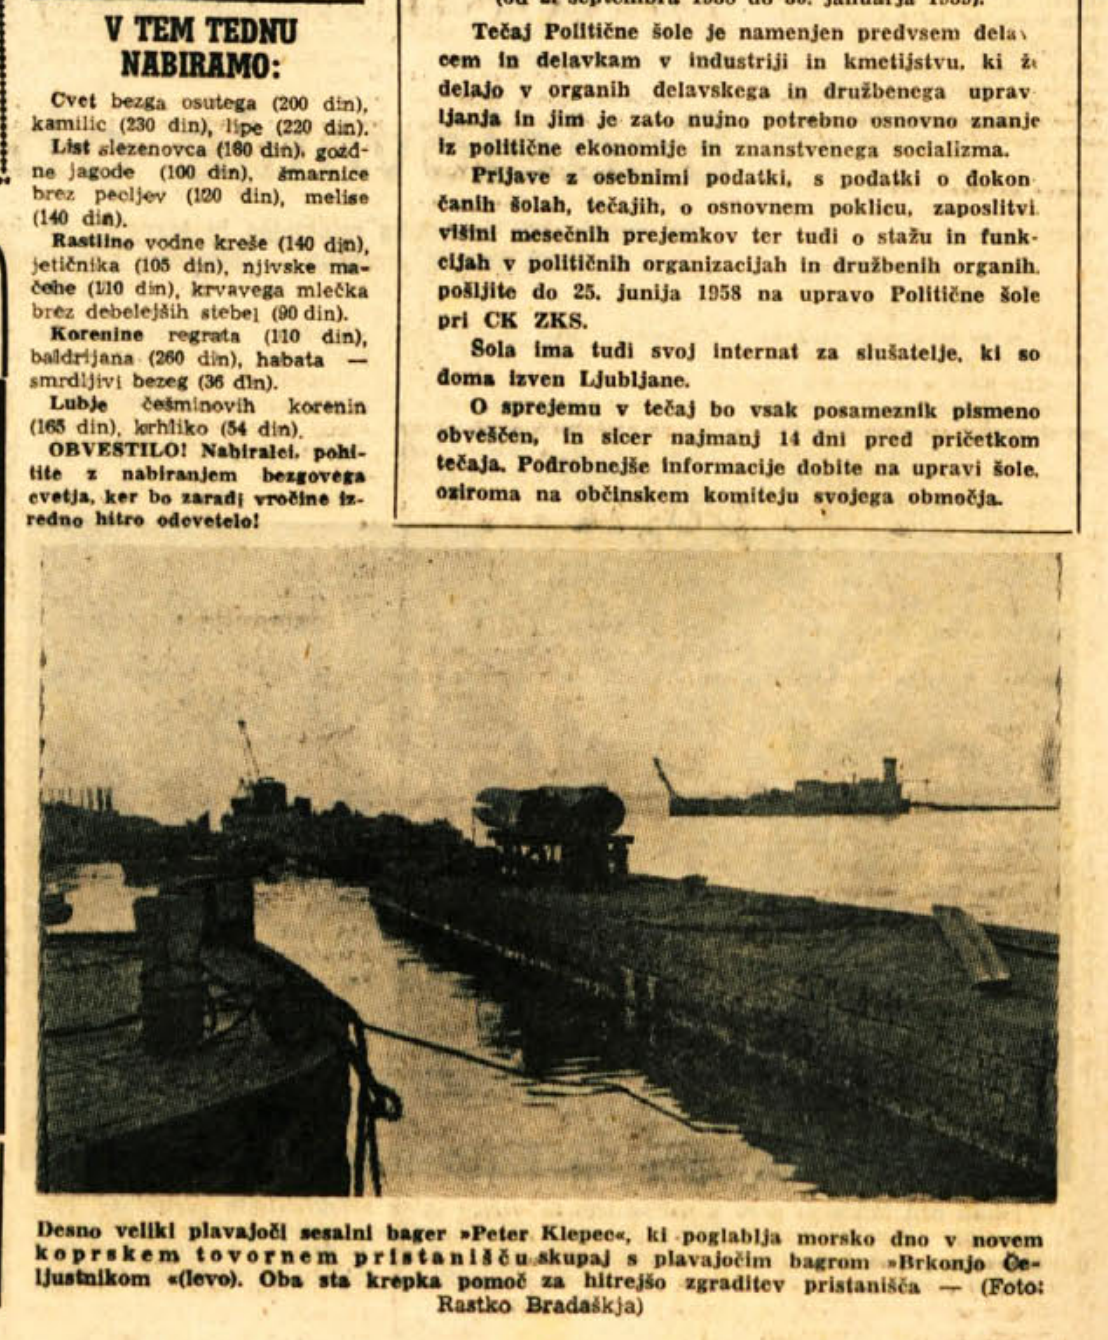 V TEM TEDNU
NABIRAMO:
Cvet bezga osutega (200 din),
kamilic (230 din), lipe (220 din).
List slezenovca (160 din), gozd-
ne jagode (100 din), šmarnice
brez pecljev (120 din), melise
(140 din).
Rastlino vodne kreše (140 din),
jetičnika (105 din), njivske ma-
čehe (110 din), krvavega mlečka
brez debelejših stebel (90 din).
Korenine regrata (110 din),
baldrijana (260 din), habata —
smrdljivi bezeg (36 din).
Lubje češminovih korenin
(165 din), krhliko (54 din).
OBVESTILO! Nabiralci, pohi-
tite z nabiranjem bezgovega
cvetja, ker bo zaradi vročine iz-
redno hitro odcvetelo!
Tečaj Politične šole je namenjen predvsem delav
cem in delavkam v industriji in kmetijstvu, ki že
delajo v organih delavskega in družbenega uprav
ljanja in jim je zato nujno potrebno osnovno znanje
iz politične ekonomije in znanstvenega socializma.
Prijave z osebnimi podatki, s podatki o dokon
čanih šolah, tečajih, o osnovnem poklicu, zaposlitvi
višini mesečnih prejemkov ter tudi o stažu in funk-
cijah v političnih organizacijah in družbenih organih.
pošljite do 25. junija 1958 na upravo Politične šole
pri CK ZKS.
Sola ima tudi svoj internat za slušatelje, ki so
doma izven Ljubljane.
O sprejemu v tečaj bo vsak posameznik pismeno
obveščen, in sicer najmanj 14 dni pred pričetkom
tečaja. Podrobnejše informacije dobite na upravi šole.
oziroma na občinskem komiteju svojega območja.
Desno veliki plavajoči sesalni bager »Peter Klepec«, ki poglablja morsko dno v novem
koprskem tovornem pristanišču skupaj s plavajočim bagrom »Brkonjo Če-
ljustnikom «(levo). Oba sta krepka pomoč za hitrejšo zgraditev pristanišča — (Foto:
Rastko Bradaškja)